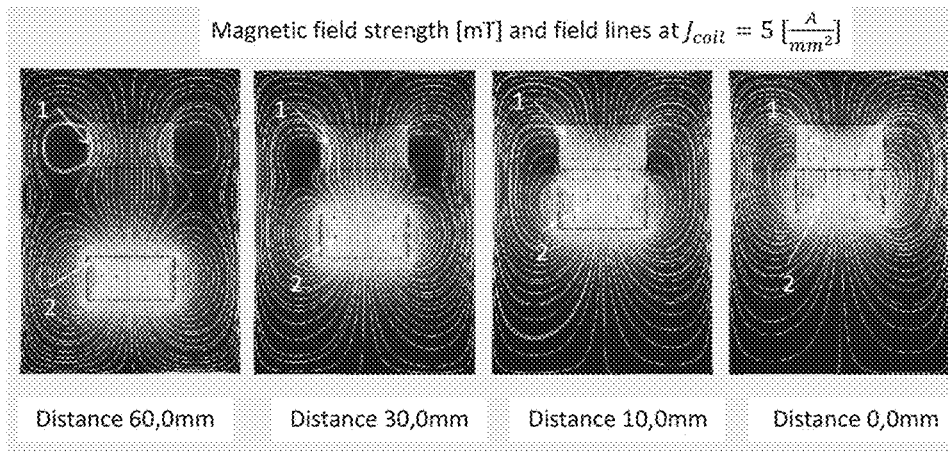 Magnetic field strength [mT] and field lines at J_coil = 5 [A/mm²]
1 1 1 1
2 2 2 2
Distance 60,0mm Distance 30,0mm Distance 10,0mm Distance 0,0mm